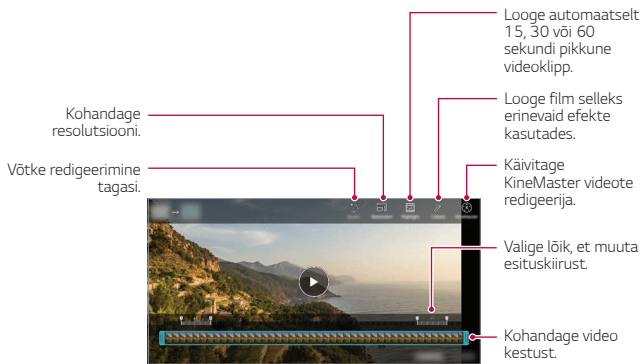 Looge automaatselt
15, 30 või 60
sekundi pikkune
videoklipp.
Kohandage
resolutsiooni.
Looge film selleks
erinevaid efekte
kasutades.
Võtke redigeerimine
tagasi.
Käivitage
KineMaster videote
redigeerija.
Valige lõik, et muuta
esituskiirust.
Kohandage video
kestust.